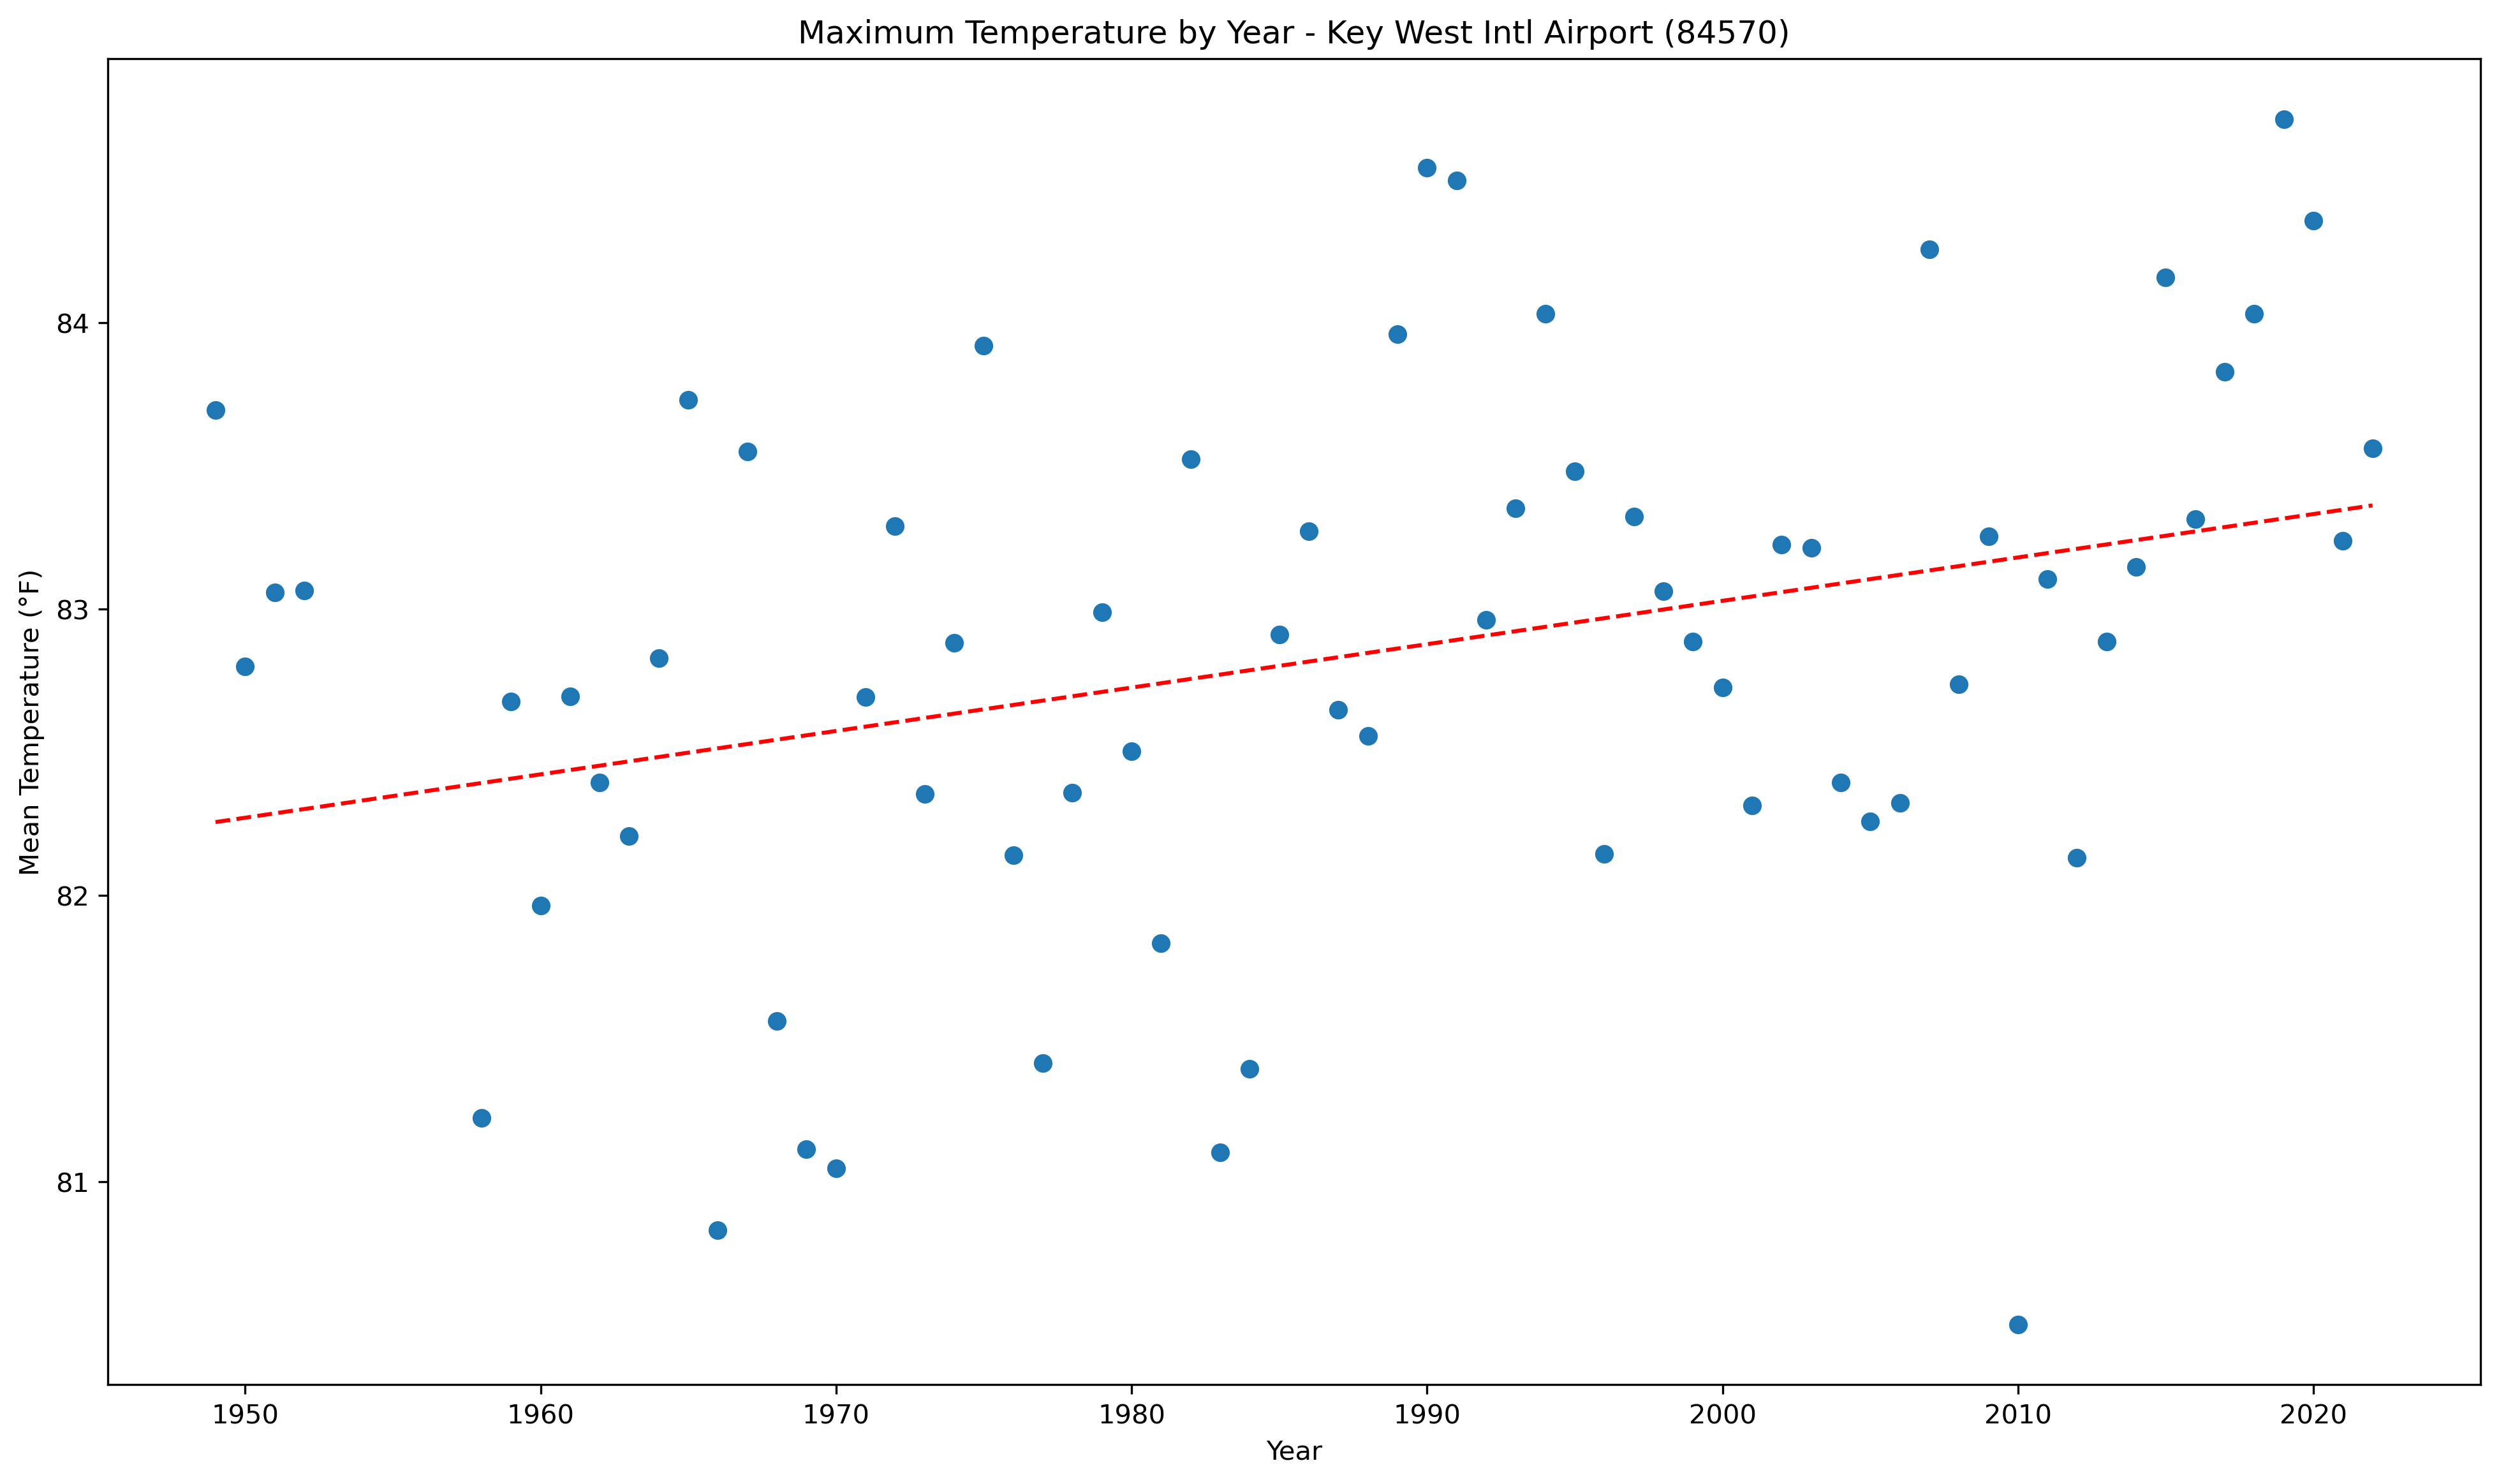 Maximum Temperature by Year - Key West Intl Airport (84570)
Mean Temperature (°F)
84
83
82
81
1950 1960 1970 1980 1990 2000 2010 2020
Year